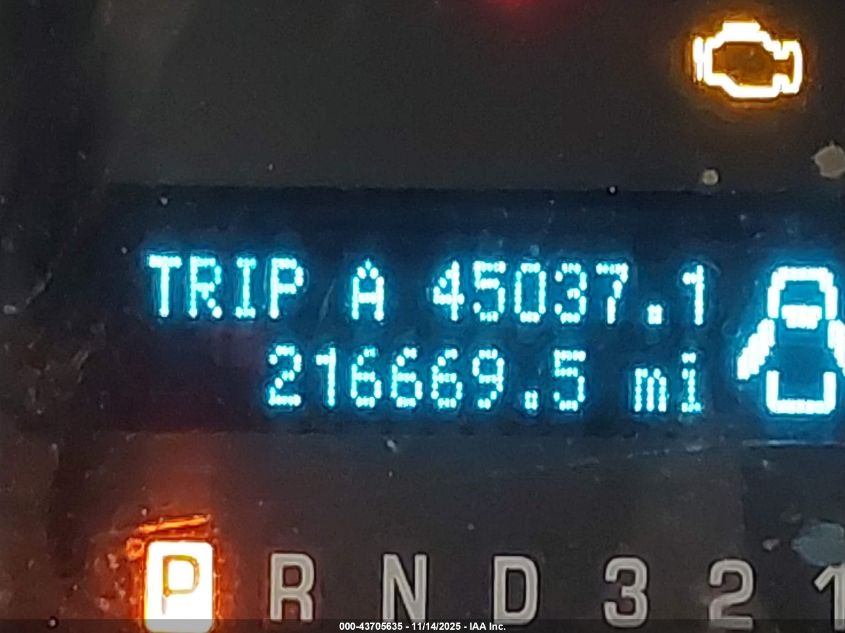 TRIP A 45037.1
216669.5 mi
P R N D 3 2 1
000-43705635 - 11/14/2025 - IAA Inc.